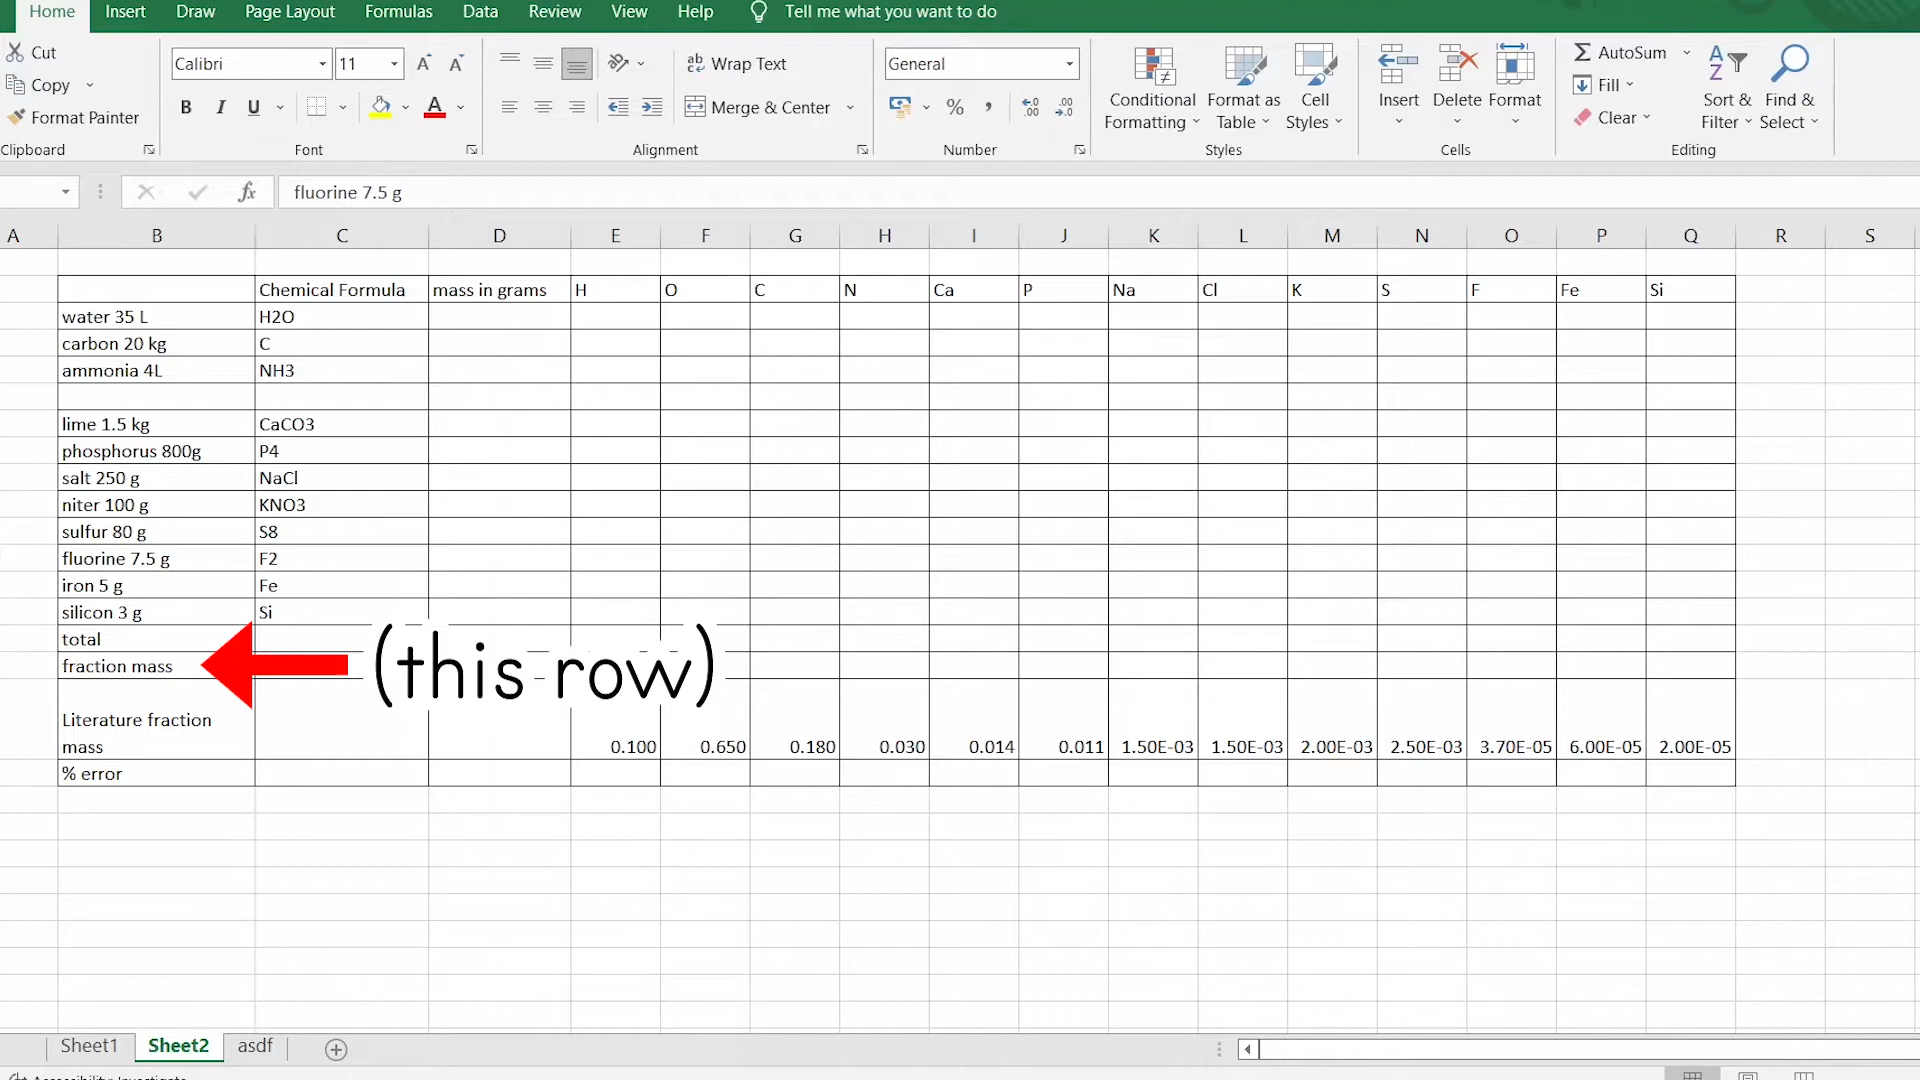 Home Insert Draw Page Layout Formulas Data Review View Help Tell me what you want to do
Cut
Copy
Format Painter
Clipboard
Calibri 11
B I U A
Font
ab Wrap Text
Merge & Center
Alignment
General
% ,
Number
Conditional Formatting
Format as Table
Cell Styles
Styles
Insert Delete Format
Cells
AutoSum
Fill
Clear
Sort & Filter
Find & Select
Editing
fx fluorine 7.5 g
A B C D E F G H I J K L M N O P Q R S
Chemical Formula mass in grams H O C N Ca P Na Cl K S F Fe Si
water 35 L H2O
carbon 20 kg C
ammonia 4L NH3
lime 1.5 kg CaCO3
phosphorus 800g P4
salt 250 g NaCl
niter 100 g KNO3
sulfur 80 g S8
fluorine 7.5 g F2
iron 5 g Fe
silicon 3 g Si
total
fraction mass (this row)
Literature fraction
mass 0.100 0.650 0.180 0.030 0.014 0.011 1.50E-03 1.50E-03 2.00E-03 2.50E-03 3.70E-05 6.00E-05 2.00E-05
% error
Sheet1 Sheet2 asdf